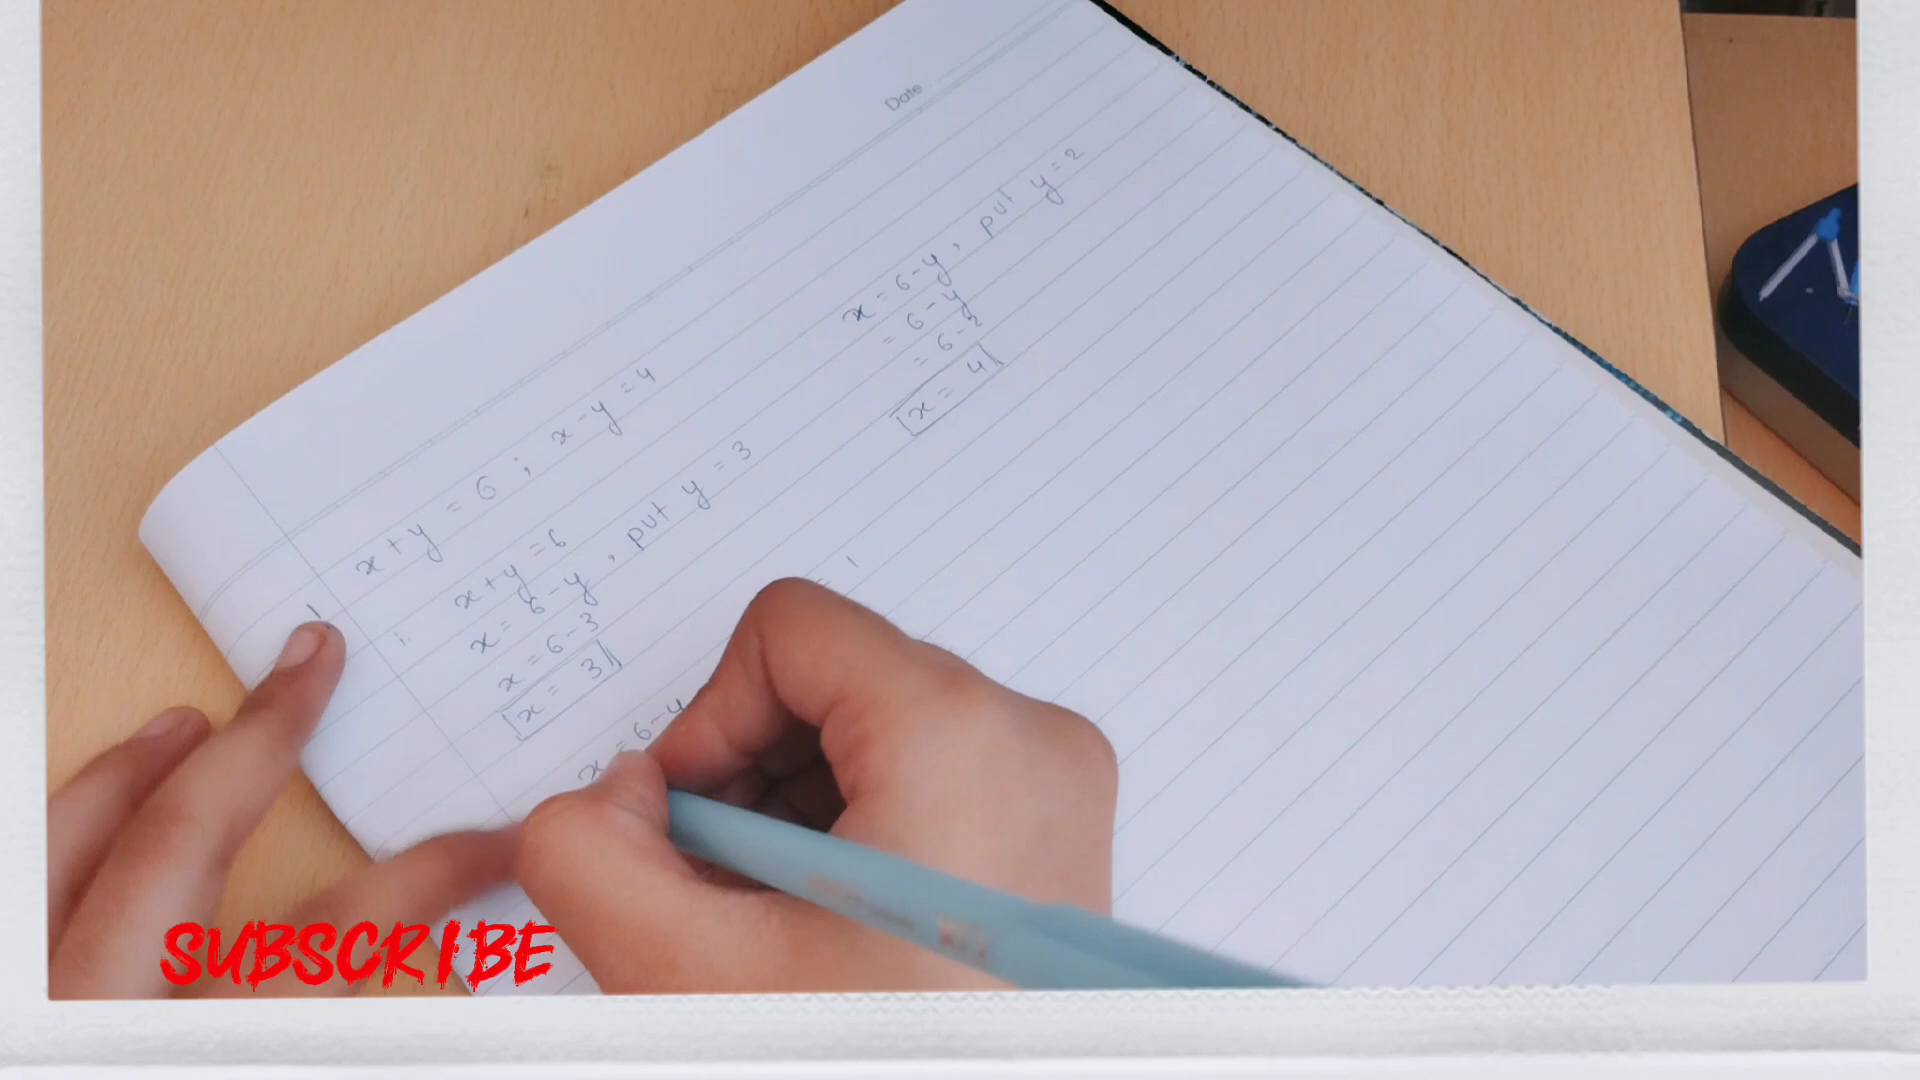 Date
x + y = 6 ; x - y = 4
1
i. x + y = 6
x = 6 - y , put y = 3
x = 6 - 3
x = 3
x = 6 - y , put y = 2
= 6 - y
= 6 - 2
x = 4
= 1
x = 6 - y
SUBSCRIBE